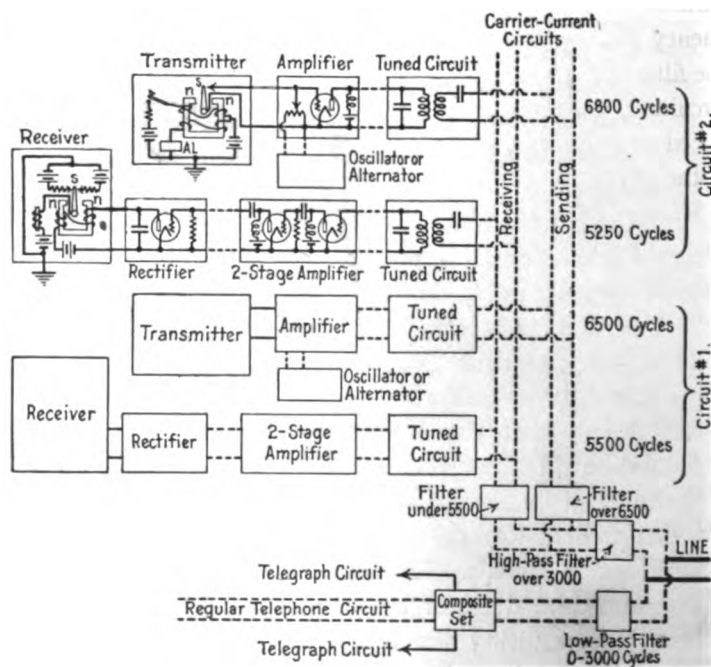 ency
e filte
Carrier-Current
Circuits
Transmitter
Amplifier
Tuned Circuit
S
n
n
AL
Oscillator or
Alternator
6800 Cycles
Receiver
S
n
n
Rectifier
2-Stage Amplifier
Tuned Circuit
Receiving
Sending
5250 Cycles
Circuit #2.
Transmitter
Amplifier
Tuned
Circuit
6500 Cycles
Oscillator or
Alternator
Receiver
Rectifier
2-Stage
Amplifier
Tuned
Circuit
5500 Cycles
Circuit #1.
Filter
under 5500
Filter
over 6500
High-Pass Filter
over 3000
LINE
Telegraph Circuit
Regular Telephone Circuit
Composite
Set
Telegraph Circuit
Low-Pass Filter
0-3000 Cycles